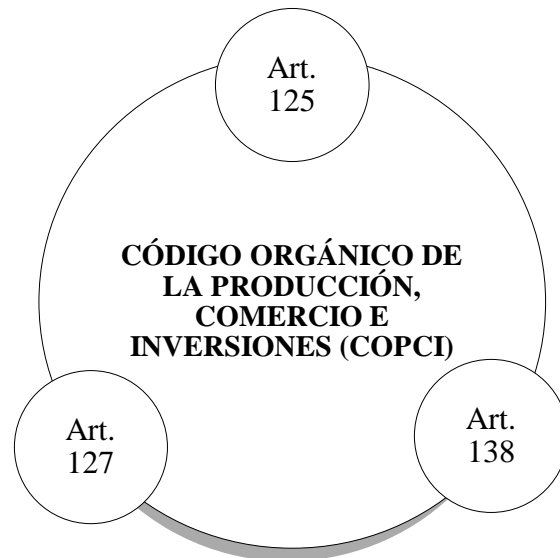 Art.
125
CÓDIGO ORGÁNICO DE
LA PRODUCCIÓN,
COMERCIO E
INVERSIONES (COPCI)
Art.
127
Art.
138